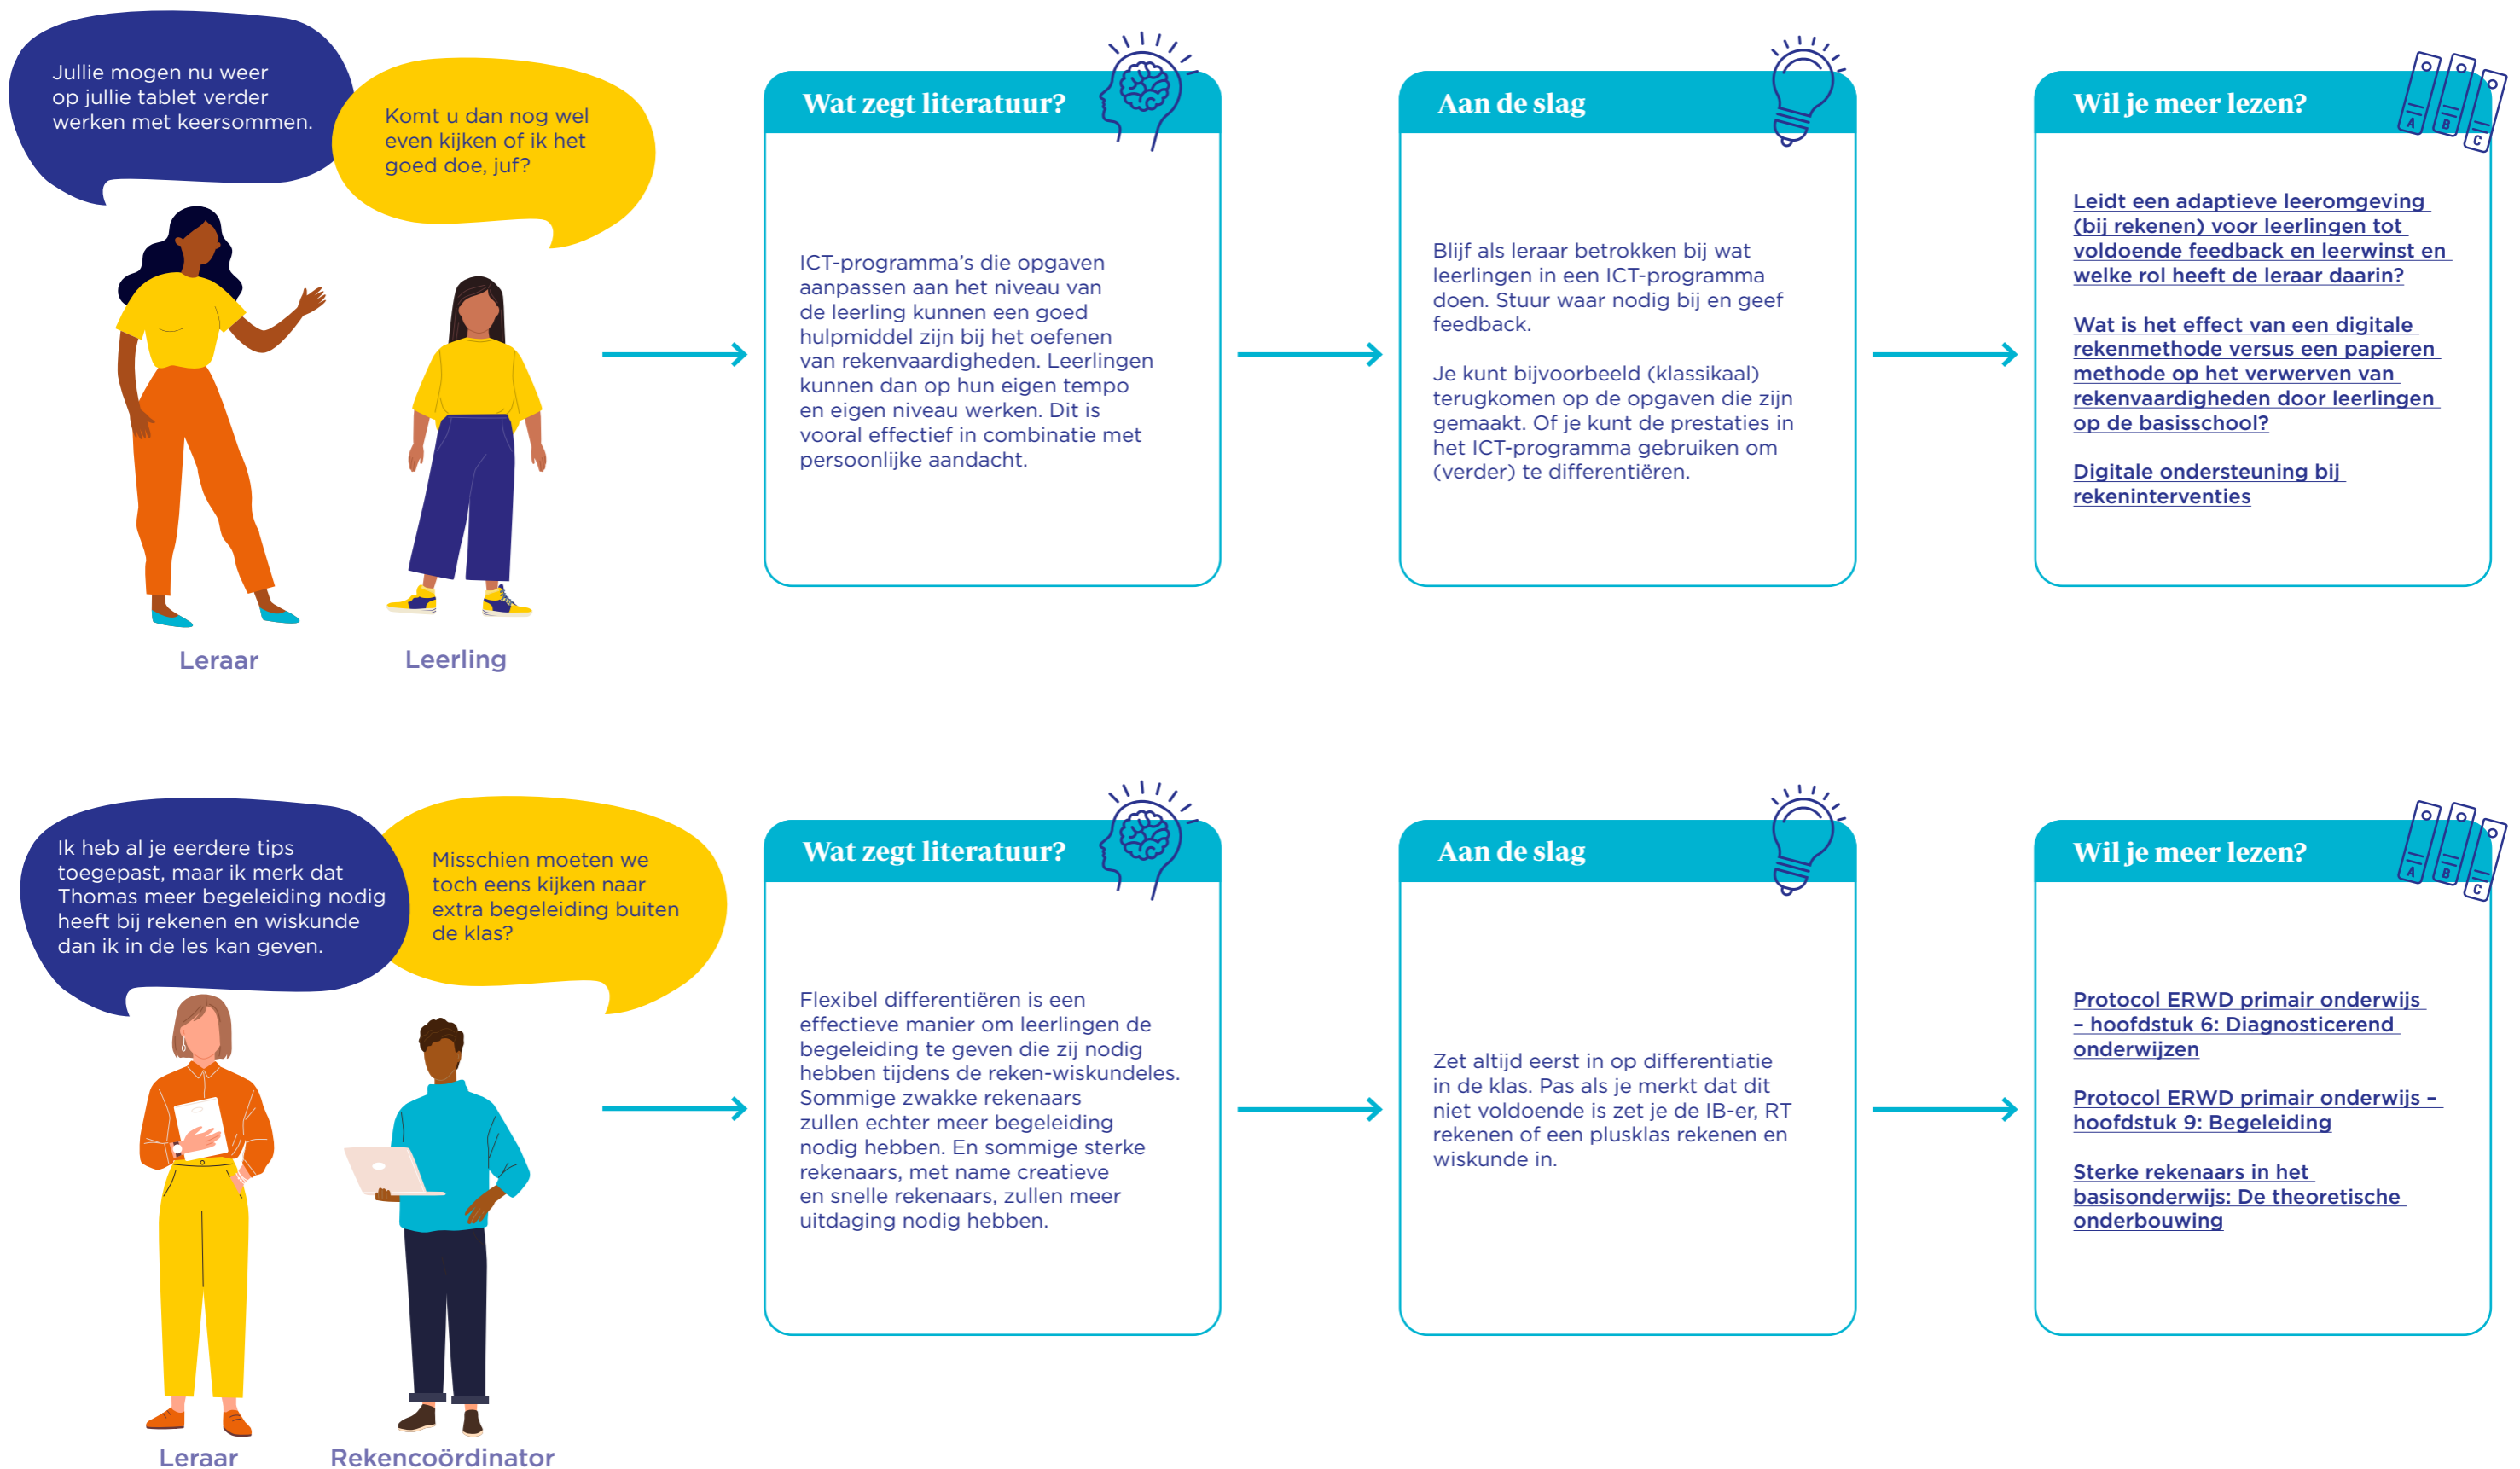 Jullie mogen nu weer
op jullie tablet verder
werken met keersommen.
Komt u dan nog wel
even kijken of ik het
goed doe, juf?
Leraar
Leerling
Wat zegt literatuur?
ICT-programma's die opgaven
aanpassen aan het niveau van
de leerling kunnen een goed
hulpmiddel zijn bij het oefenen
van rekenvaardigheden. Leerlingen
kunnen dan op hun eigen tempo
en eigen niveau werken. Dit is
vooral effectief in combinatie met
persoonlijke aandacht.
Aan de slag
Blijf als leraar betrokken bij wat
leerlingen in een ICT-programma
doen. Stuur waar nodig bij en geef
feedback.
Je kunt bijvoorbeeld (klassikaal)
terugkomen op de opgaven die zijn
gemaakt. Of je kunt de prestaties in
het ICT-programma gebruiken om
(verder) te differentiëren.
Wil je meer lezen?
A
B
C
Leidt een adaptieve leeromgeving
(bij rekenen) voor leerlingen tot
voldoende feedback en leerwinst en
welke rol heeft de leraar daarin?
Wat is het effect van een digitale
rekenmethode versus een papieren
methode op het verwerven van
rekenvaardigheden door leerlingen
op de basisschool?
Digitale ondersteuning bij
rekeninterventies
Ik heb al je eerdere tips
toegepast, maar ik merk dat
Thomas meer begeleiding nodig
heeft bij rekenen en wiskunde
dan ik in de les kan geven.
Misschien moeten we
toch eens kijken naar
extra begeleiding buiten
de klas?
Leraar
Rekencoördinator
Wat zegt literatuur?
Flexibel differentiëren is een
effectieve manier om leerlingen de
begeleiding te geven die zij nodig
hebben tijdens de reken-wiskundeles.
Sommige zwakke rekenaars
zullen echter meer begeleiding
nodig hebben. En sommige sterke
rekenaars, met name creatieve
en snelle rekenaars, zullen meer
uitdaging nodig hebben.
Aan de slag
Zet altijd eerst in op differentiatie
in de klas. Pas als je merkt dat dit
niet voldoende is zet je de IB-er, RT
rekenen of een plusklas rekenen en
wiskunde in.
Wil je meer lezen?
A
B
C
Protocol ERWD primair onderwijs
– hoofdstuk 6: Diagnosticerend
onderwijzen
Protocol ERWD primair onderwijs –
hoofdstuk 9: Begeleiding
Sterke rekenaars in het
basisonderwijs: De theoretische
onderbouwing